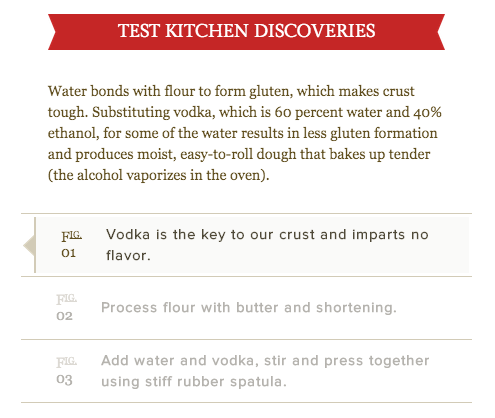 TEST KITCHEN DISCOVERIES
Water bonds with flour to form gluten, which makes crust
tough. Substituting vodka, which is 60 percent water and 40%
ethanol, for some of the water results in less gluten formation
and produces moist, easy-to-roll dough that bakes up tender
(the alcohol vaporizes in the oven).
FIG.
01
Vodka is the key to our crust and imparts no
flavor.
FIG.
02
Process flour with butter and shortening.
FIG.
03
Add water and vodka, stir and press together
using stiff rubber spatula.